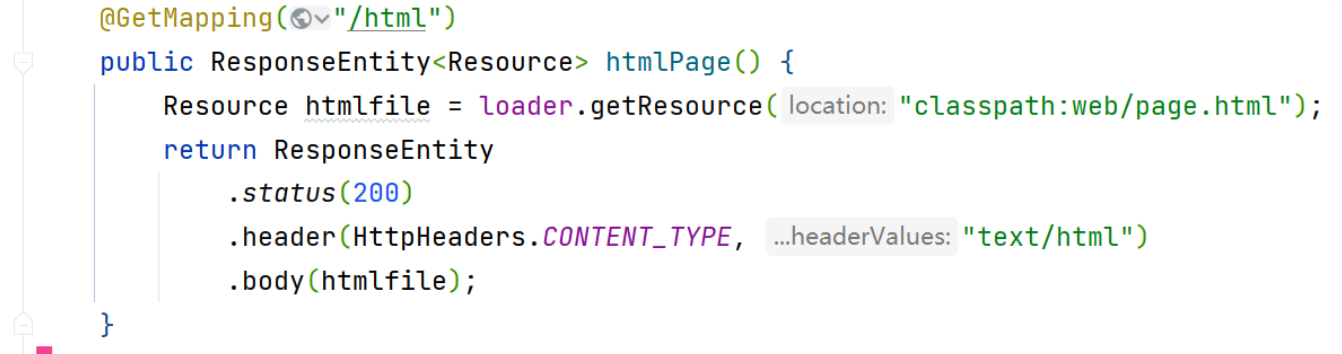 @GetMapping("/html")
public ResponseEntity<Resource> htmlPage() {
Resource htmlfile = loader.getResource( location: "classpath:web/page.html");
return ResponseEntity
.status(200)
.header(HttpHeaders.CONTENT_TYPE, ...headerValues: "text/html")
.body(htmlfile);
}